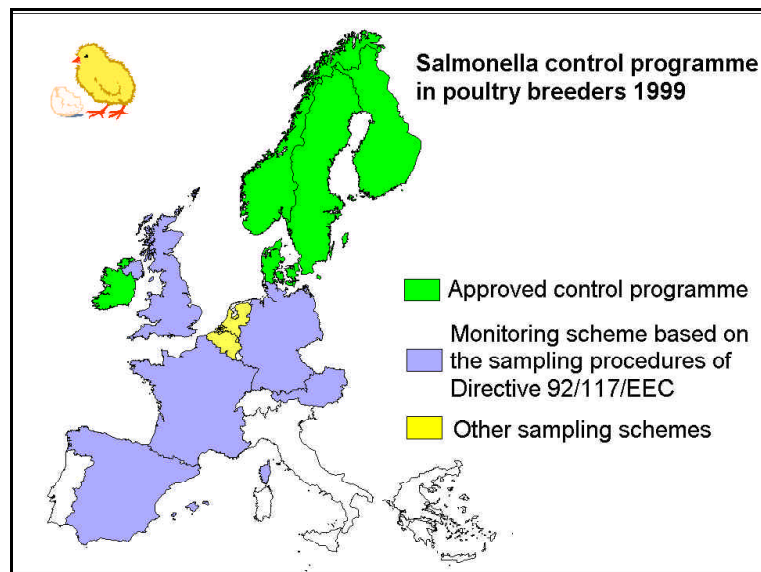 Salmonella control programme
in poultry breeders 1999
Approved control programme
Monitoring scheme based on
the sampling procedures of
Directive 92/117/EEC
Other sampling schemes